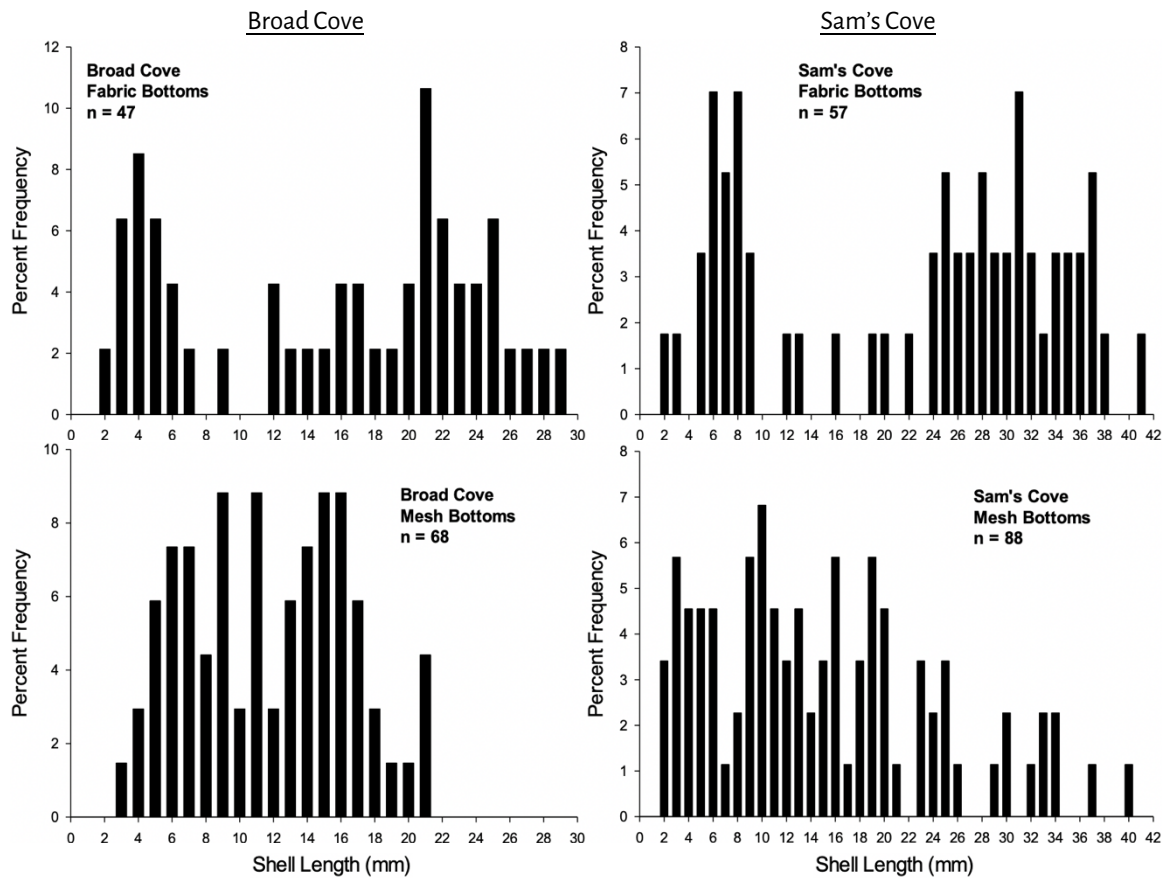 Broad Cove
Sam's Cove
12
10
8
6
4
2
0
Percent Frequency
Broad Cove
Fabric Bottoms
n = 47
0 2 4 6 8 10 12 14 16 18 20 22 24 26 28 30
8
7
6
5
4
3
2
1
0
Percent Frequency
Sam's Cove
Fabric Bottoms
n = 57
0 2 4 6 8 10 12 14 16 18 20 22 24 26 28 30 32 34 36 38 40 42
10
8
6
4
2
0
Percent Frequency
Broad Cove
Mesh Bottoms
n = 68
0 2 4 6 8 10 12 14 16 18 20 22 24 26 28 30
Shell Length (mm)
8
7
6
5
4
3
2
1
0
Percent Frequency
Sam's Cove
Mesh Bottoms
n = 88
0 2 4 6 8 10 12 14 16 18 20 22 24 26 28 30 32 34 36 38 40 42
Shell Length (mm)